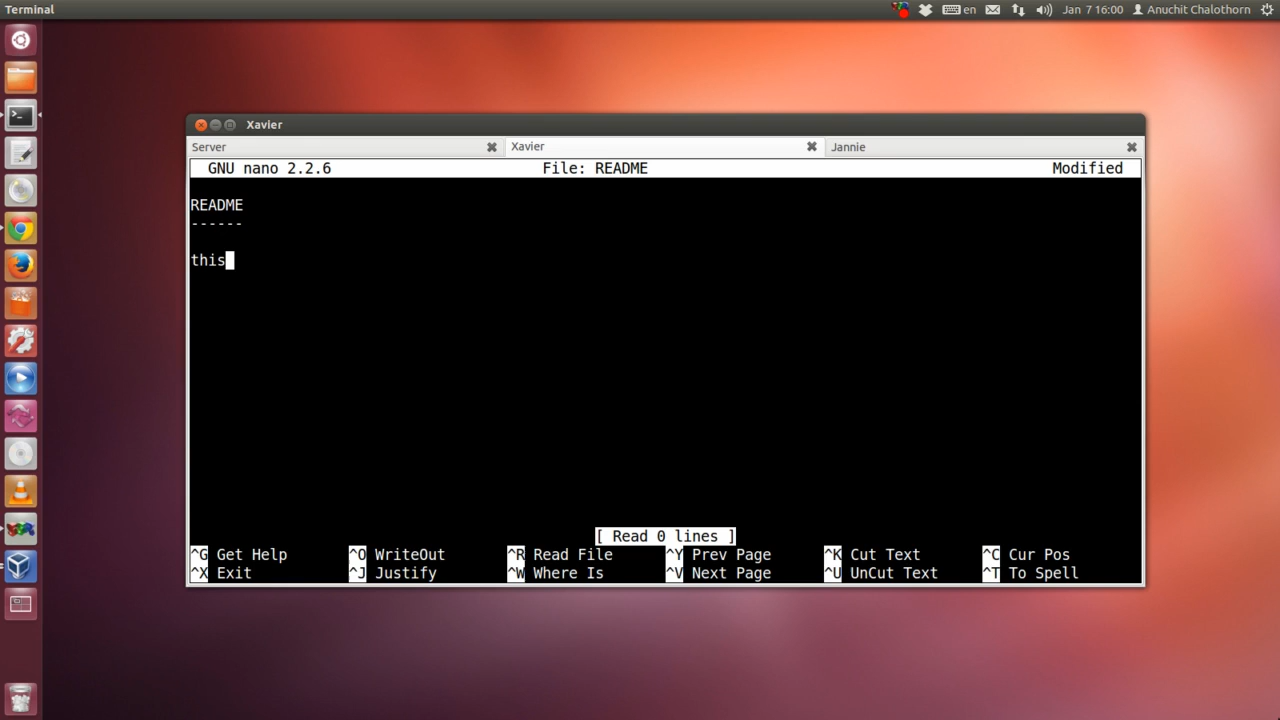 Terminal
en
Jan 7 16:00
Anuchit Chalothorn
Xavier
Server
Xavier
Jannie
GNU nano 2.2.6 File: README Modified
README
------
this
[ Read 0 lines ]
^G Get Help ^O WriteOut ^R Read File ^Y Prev Page ^K Cut Text ^C Cur Pos
^X Exit ^J Justify ^W Where Is ^V Next Page ^U UnCut Text ^T To Spell